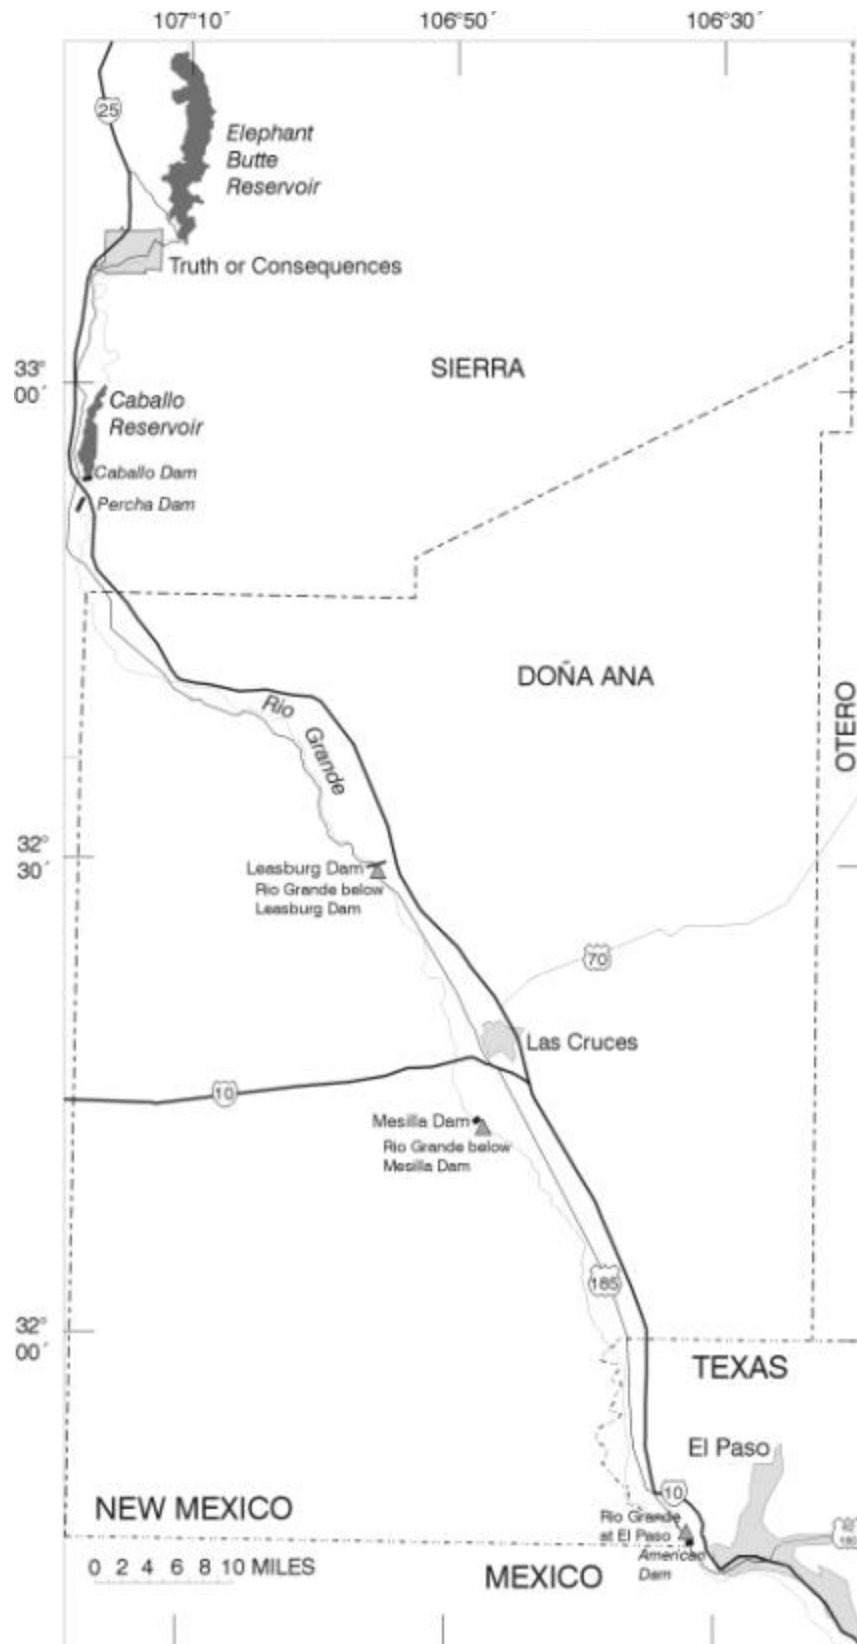 107°10´ 106°50´ 106°30´
25
Elephant
Butte
Reservoir
Truth or Consequences
SIERRA
33°
00´
Caballo
Reservoir
Caballo Dam
Percha Dam
DOÑA ANA
OTERO
Rio
Grande
32°
30´
Leasburg Dam
Rio Grande below
Leasburg Dam
70
Las Cruces
10
Mesilla Dam
Rio Grande below
Mesilla Dam
185
32°
00´
TEXAS
El Paso
10
NEW MEXICO
Rio Grande
at El Paso
American
Dam
0 2 4 6 8 10 MILES
MEXICO
180